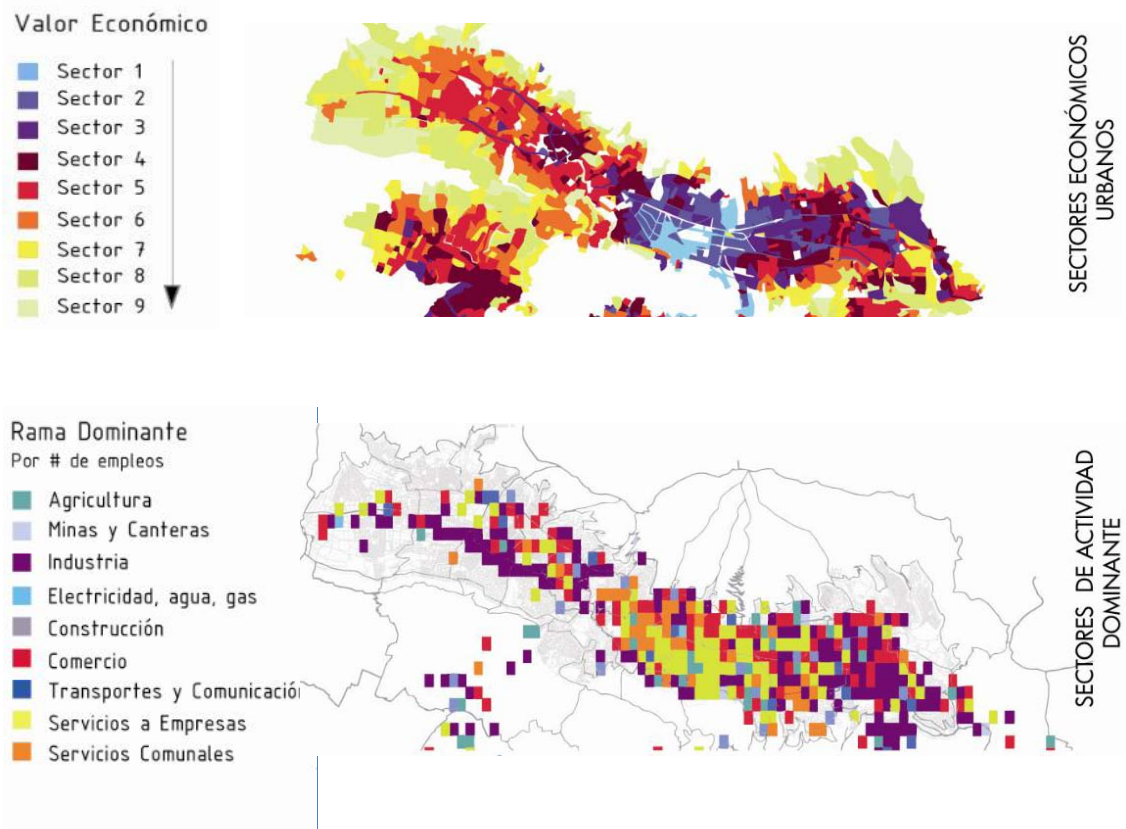 Valor Económico
Sector 1
Sector 2
Sector 3
Sector 4
Sector 5
Sector 6
Sector 7
Sector 8
Sector 9
SECTORES ECONÓMICOS
URBANOS
Rama Dominante
Por # de empleos
Agricultura
Minas y Canteras
Industria
Electricidad, agua, gas
Construcción
Comercio
Transportes y Comunicación
Servicios a Empresas
Servicios Comunales
SECTORES DE ACTIVIDAD
DOMINANTE